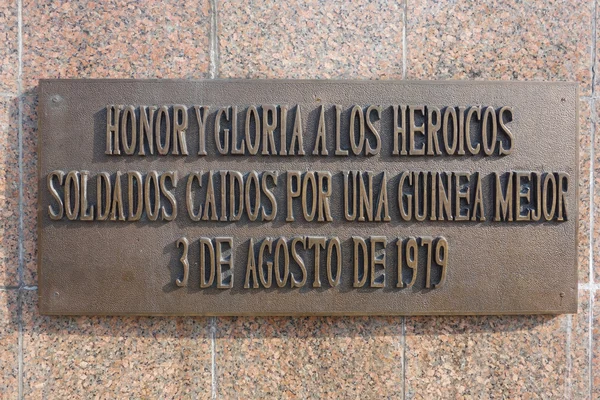 HONOR Y GLORIA A LOS HEROICOS
SOLDADOS CAIDOS POR UNA GUINEA MEJOR
3 DE AGOSTO DE 1979